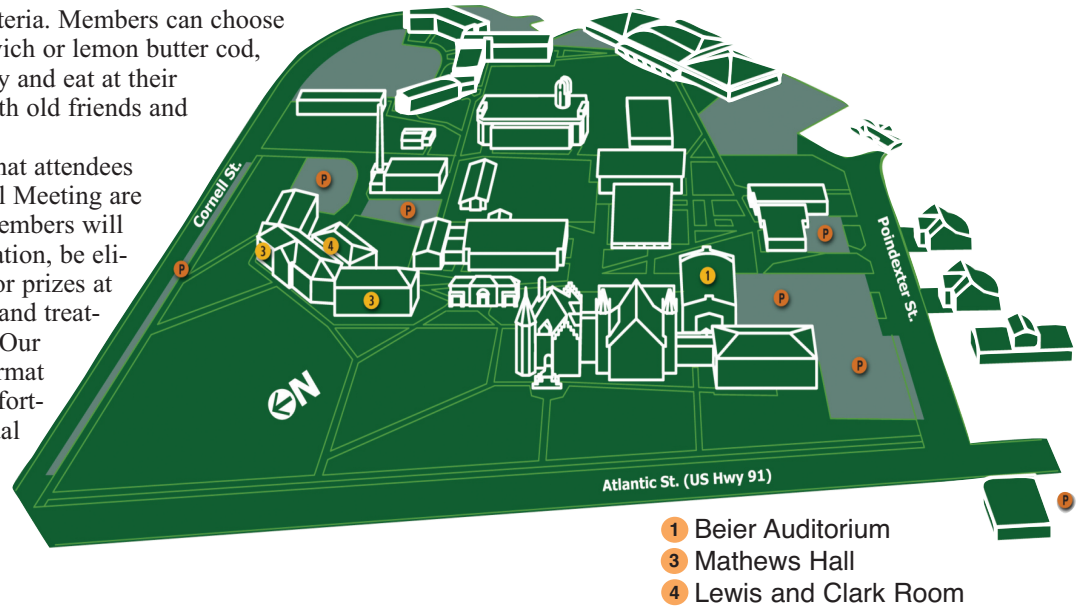 teria. Members can choose
wich or lemon butter cod,
y and eat at their
th old friends and
hat attendees
l Meeting are
embers will
ation, be eli-
or prizes at
and treat-
Our
rmat
fort-
al
Cornell St.
Poindexter St.
P
P
P
P
P
P
P
3
4
3
1
N
Atlantic St. (US Hwy 91)
1 Beier Auditorium
3 Mathews Hall
4 Lewis and Clark Room